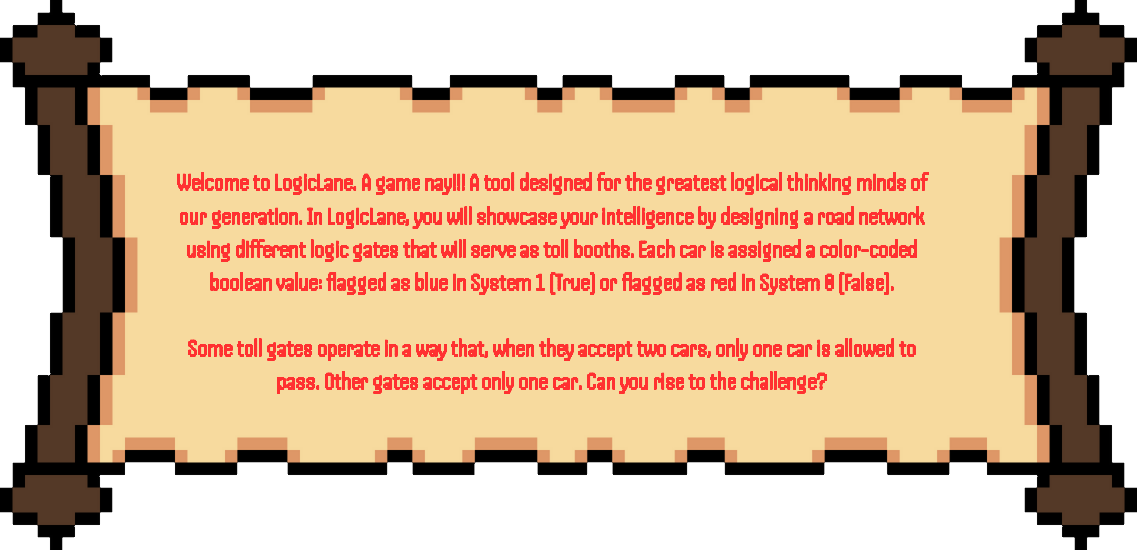 Welcome to LogicLane. A game nay!!! A tool designed for the greatest logical thinking minds of
our generation. In LogicLane, you will showcase your intelligence by designing a road network
using different logic gates that will serve as toll booths. Each car is assigned a color-coded
boolean value: flagged as blue in System 1 (True) or flagged as red in System 0 (False).
Some toll gates operate in a way that, when they accept two cars, only one car is allowed to
pass. Other gates accept only one car. Can you rise to the challenge?